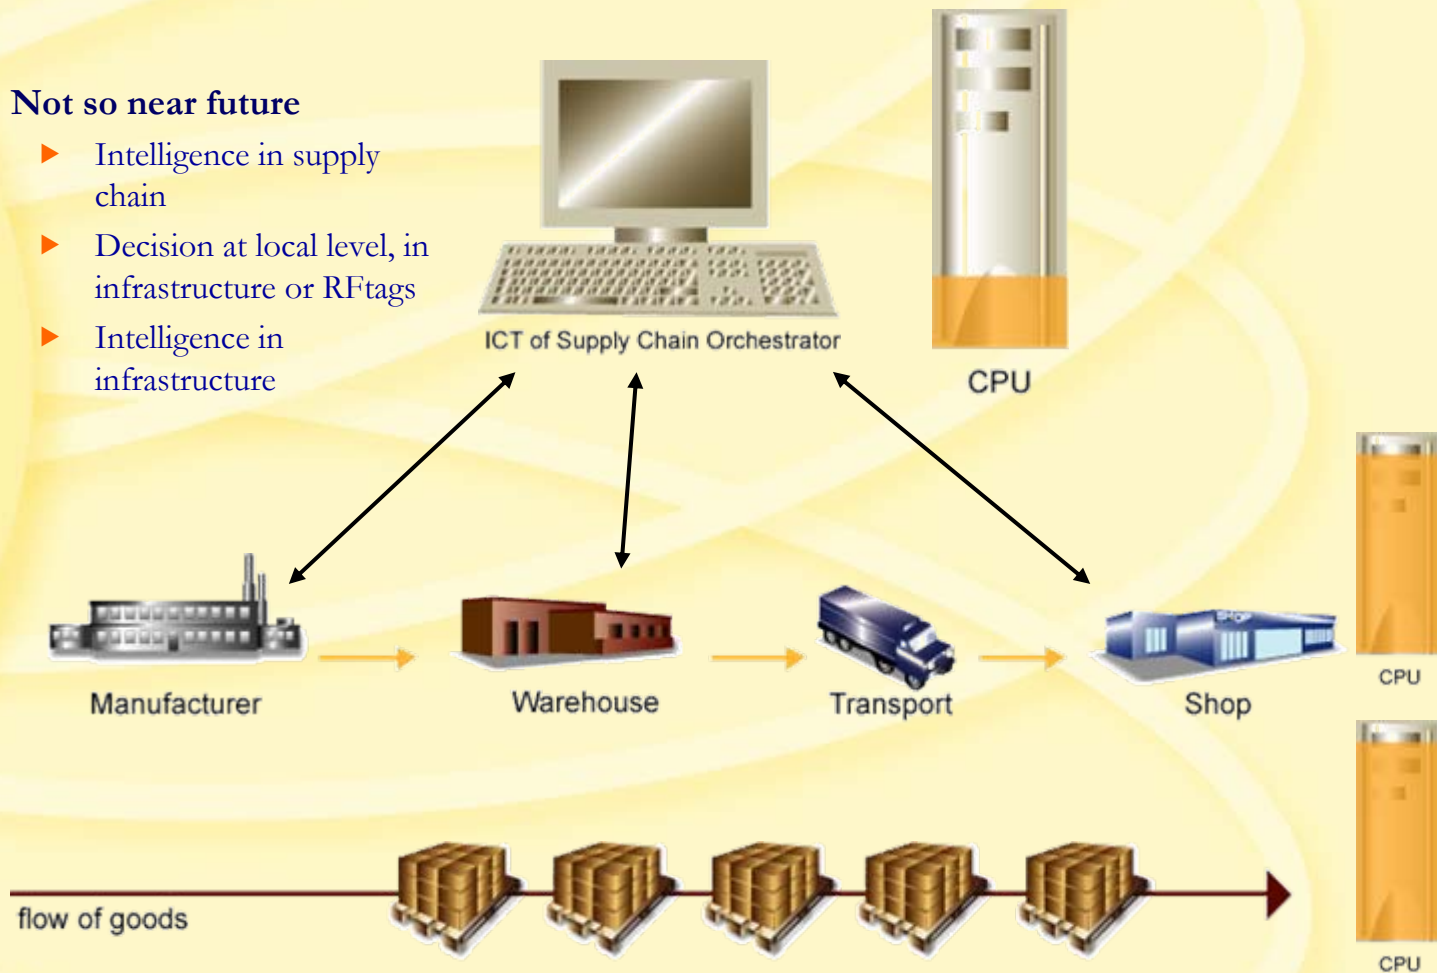 Not so near future
Intelligence in supply
chain
Decision at local level, in
infrastructure or RFtags
Intelligence in
infrastructure
ICT of Supply Chain Orchestrator
CPU
SHOP
Manufacturer
Warehouse
Transport
Shop
CPU
flow of goods
CPU